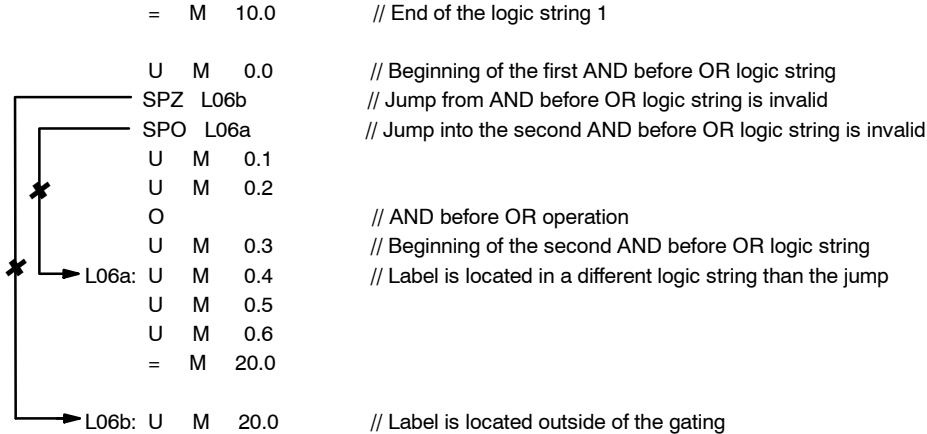 = M 10.0 // End of the logic string 1
U M 0.0 // Beginning of the first AND before OR logic string
SPZ L06b // Jump from AND before OR logic string is invalid
SPO L06a // Jump into the second AND before OR logic string is invalid
U M 0.1
U M 0.2
O // AND before OR operation
U M 0.3 // Beginning of the second AND before OR logic string
L06a: U M 0.4 // Label is located in a different logic string than the jump
U M 0.5
U M 0.6
= M 20.0
L06b: U M 20.0 // Label is located outside of the gating